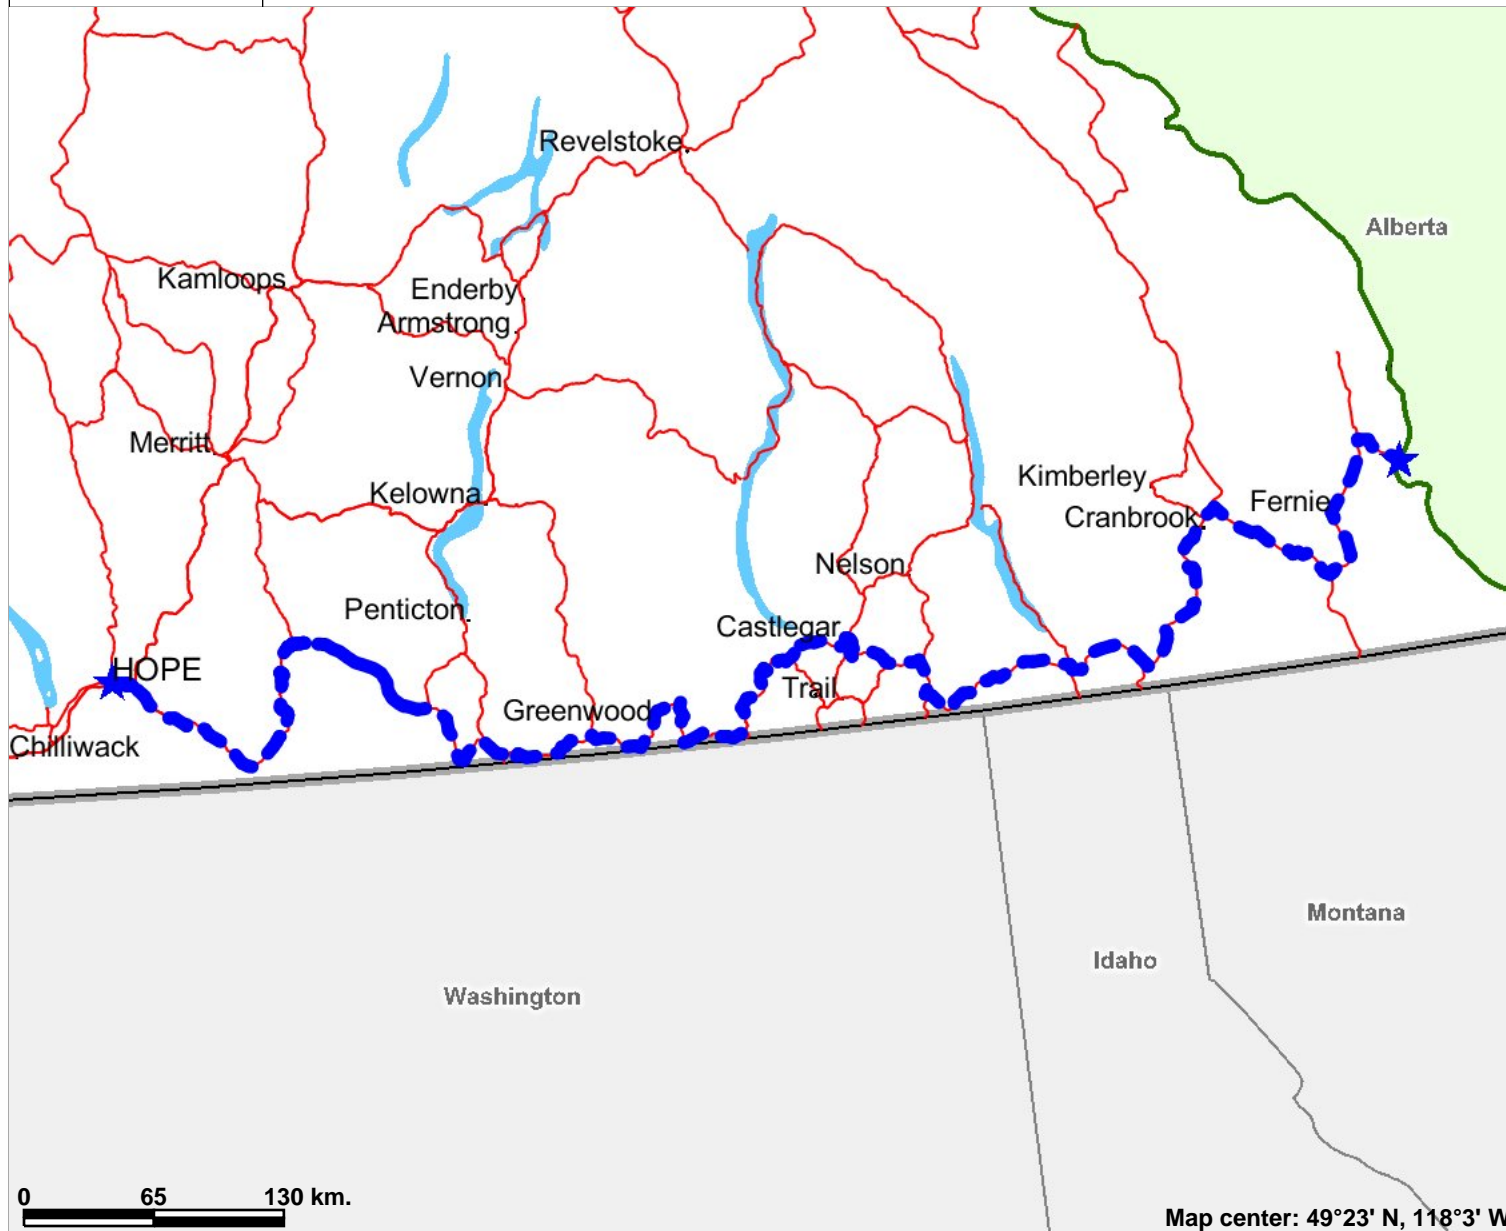 Revelstoke
Alberta
Kamloops
Enderby
Armstrong
Vernon
Merritt
Kelowna
Kimberley
Cranbrook
Fernie
Nelson
Penticton
Castlegar
HOPE
Trail
Greenwood
Chilliwack
Montana
Idaho
Washington
0 65 130 km.
Map center: 49°23' N, 118°3' W